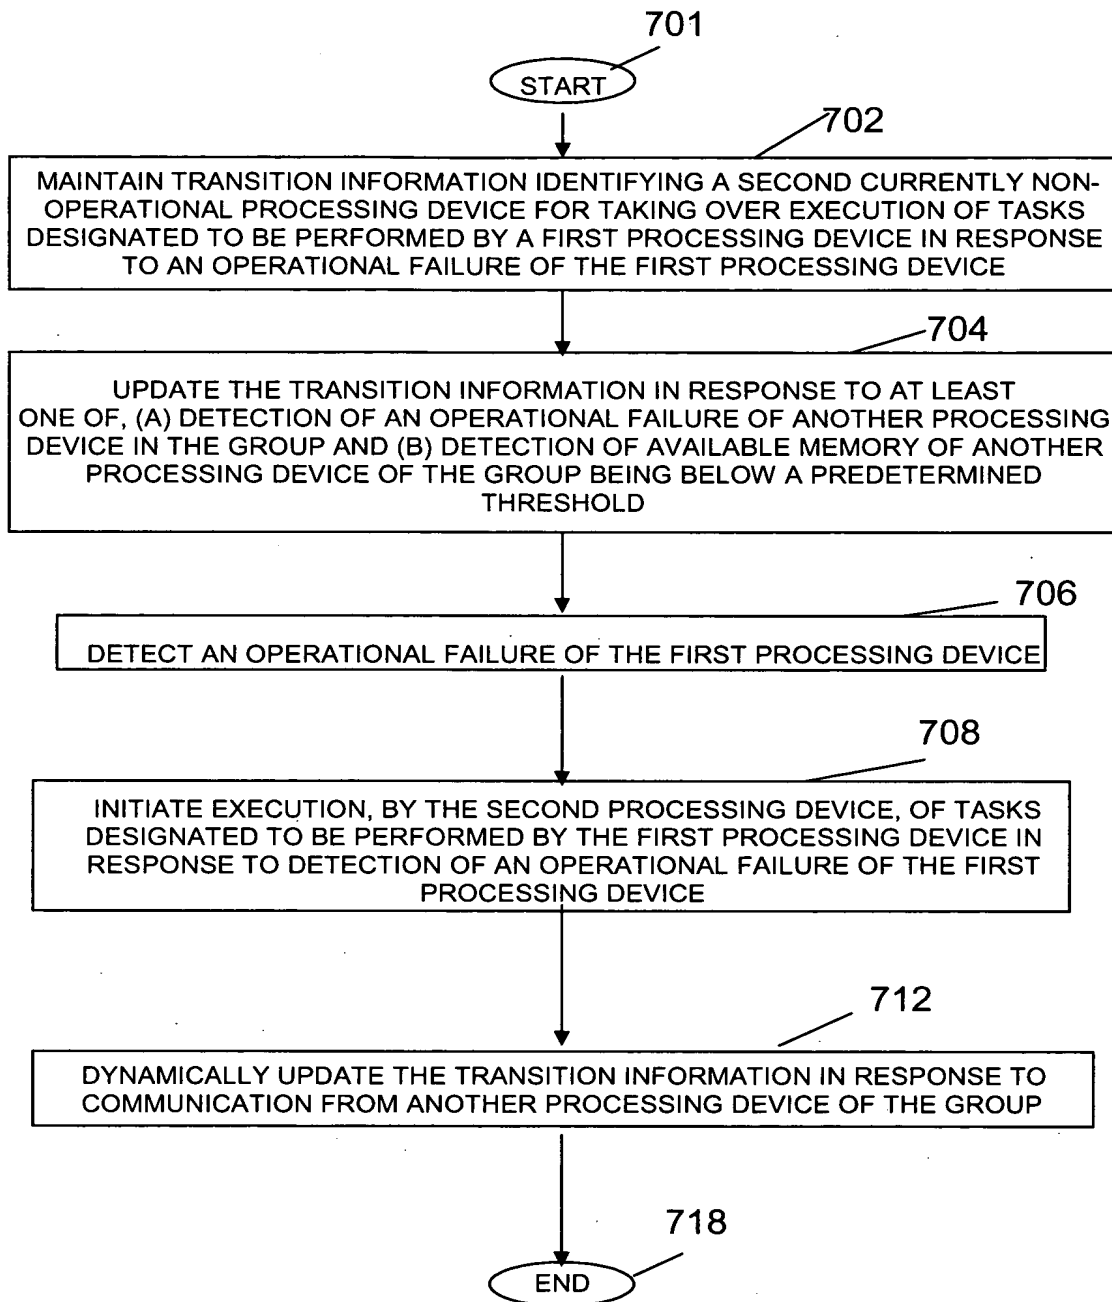 701
START
702
MAINTAIN TRANSITION INFORMATION IDENTIFYING A SECOND CURRENTLY NON-
OPERATIONAL PROCESSING DEVICE FOR TAKING OVER EXECUTION OF TASKS
DESIGNATED TO BE PERFORMED BY A FIRST PROCESSING DEVICE IN RESPONSE
TO AN OPERATIONAL FAILURE OF THE FIRST PROCESSING DEVICE
704
UPDATE THE TRANSITION INFORMATION IN RESPONSE TO AT LEAST
ONE OF, (A) DETECTION OF AN OPERATIONAL FAILURE OF ANOTHER PROCESSING
DEVICE IN THE GROUP AND (B) DETECTION OF AVAILABLE MEMORY OF ANOTHER
PROCESSING DEVICE OF THE GROUP BEING BELOW A PREDETERMINED
THRESHOLD
706
DETECT AN OPERATIONAL FAILURE OF THE FIRST PROCESSING DEVICE
708
INITIATE EXECUTION, BY THE SECOND PROCESSING DEVICE, OF TASKS
DESIGNATED TO BE PERFORMED BY THE FIRST PROCESSING DEVICE IN
RESPONSE TO DETECTION OF AN OPERATIONAL FAILURE OF THE FIRST
PROCESSING DEVICE
712
DYNAMICALLY UPDATE THE TRANSITION INFORMATION IN RESPONSE TO
COMMUNICATION FROM ANOTHER PROCESSING DEVICE OF THE GROUP
718
END